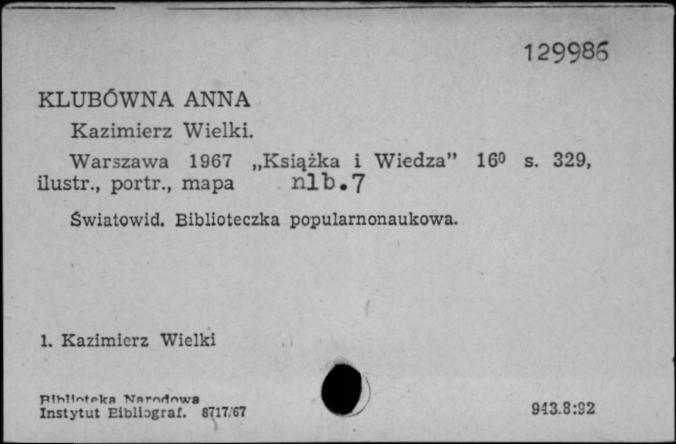 129986
KLUBÓWNA ANNA
Kazimierz Wielki.
Warszawa 1967 „Książka i Wiedza” 16⁰ s. 329,
ilustr., portr., mapa nlb.7
Światowid. Biblioteczka popularnonaukowa.
1. Kazimierz Wielki
Biblioteka Narodowa
Instytut Bibliograf. 8717/67
943.8:92